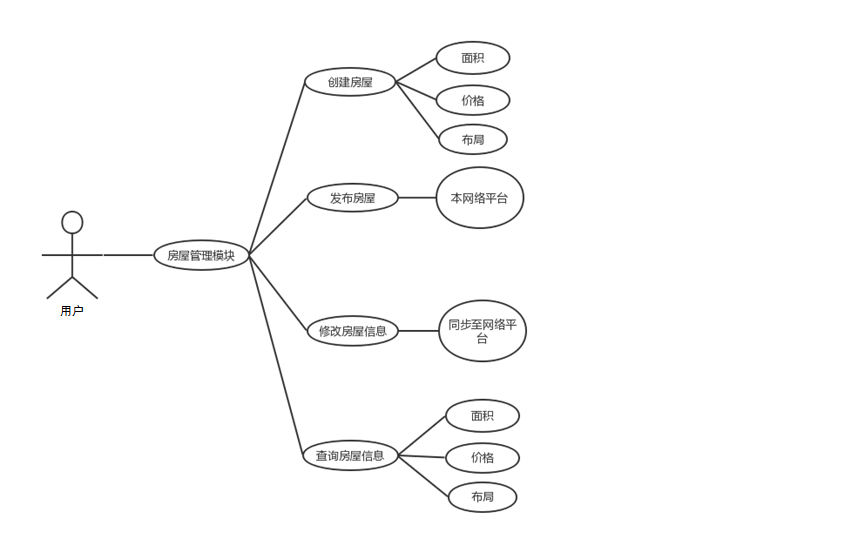 用户
房屋管理模块
创建房屋
面积
价格
布局
发布房屋
本网络平台
修改房屋信息
同步至网络平
台
查询房屋信息
面积
价格
布局